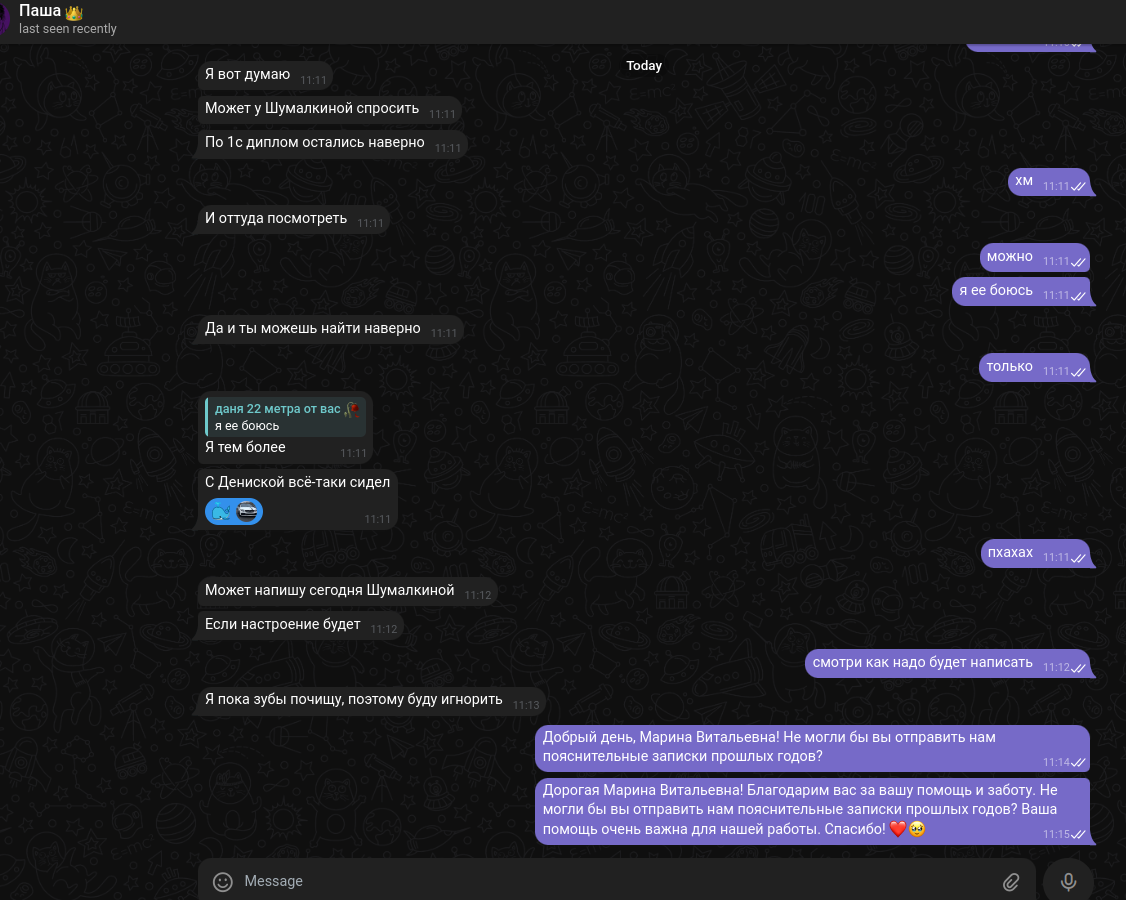 Паша 👑
last seen recently
Today
Я вот думаю 11:11
Может у Шумалкиной спросить 11:11
По 1с диплом остались наверно 11:11
хм 11:11
И оттуда посмотреть 11:11
можно 11:11
я ее боюсь 11:11
Да и ты можешь найти наверно 11:11
только 11:11
даня 22 метра от вас 🥀
я ее боюсь
Я тем более 11:11
С Дениской всё-таки сидел
11:11
пхахах 11:11
Может напишу сегодня Шумалкиной 11:12
Если настроение будет 11:12
смотри как надо будет написать 11:12
Я пока зубы почищу, поэтому буду игнорить 11:13
Добрый день, Марина Витальевна! Не могли бы вы отправить нам
пояснительные записки прошлых годов? 11:14
Дорогая Марина Витальевна! Благодарим вас за вашу помощь и заботу. Не
могли бы вы отправить нам пояснительные записки прошлых годов? Ваша
помощь очень важна для нашей работы. Спасибо! ❤️🥹 11:15
Message